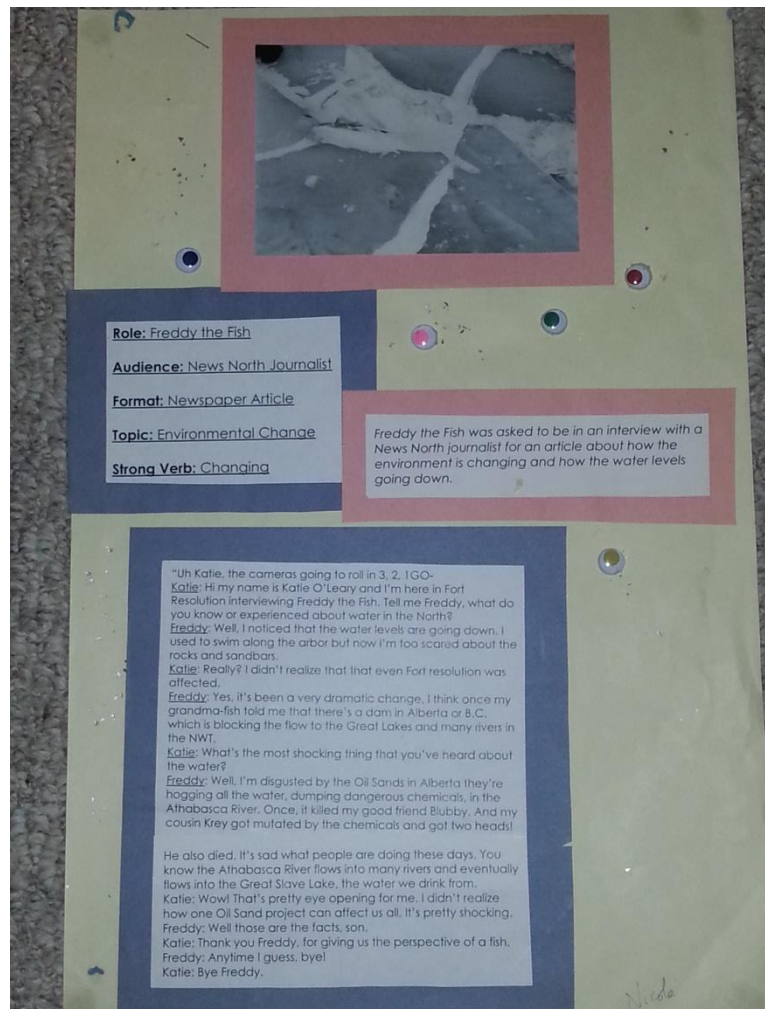 Role: Freddy the Fish
Audience: News North Journalist
Format: Newspaper Article
Topic: Environmental Change
Strong Verb: Changing
Freddy the Fish was asked to be in an interview with a
News North journalist for an article about how the
environment is changing and how the water levels
going down.
“Uh Katie, the cameras going to roll in 3, 2, 1GO-
Katie: Hi my name is Katie O'Leary and I'm here in Fort
Resolution interviewing Freddy the Fish. Tell me Freddy, what do
you know or experienced about water in the North?
Freddy: Well, I noticed that the water levels are going down. I
used to swim along the arbor but now i'm too scared about the
rocks and sandbars.
Katie: Really? I didn't realize that that even Fort resolution was
affected.
Freddy: Yes, it's been a very dramatic change. I think once my
grandma-fish told me that there's a dam in Alberta or B.C.
which is blocking the flow to the Great Lakes and many rivers in
the NWT.
Katie: What's the most shocking thing that you've heard about
the water?
Freddy: Well, I'm disgusted by the Oil Sands in Alberta they're
hogging all the water, dumping dangerous chemicals, in the
Athabasca River. Once, it killed my good friend Blubby. And my
cousin Krey got mutated by the chemicals and got two heads!
He also died. It's sad what people are doing these days. You
know the Athabasca River flows into many rivers and eventually
flows into the Great Slave Lake, the water we drink from.
Katie: Wow! That's pretty eye opening for me. I didn't realize
how one Oil Sand project can affect us all. It's pretty shocking.
Freddy: Well those are the facts, son.
Katie: Thank you Freddy, for giving us the perspective of a fish.
Freddy: Anytime I guess, bye!
Katie: Bye Freddy.
Nicole